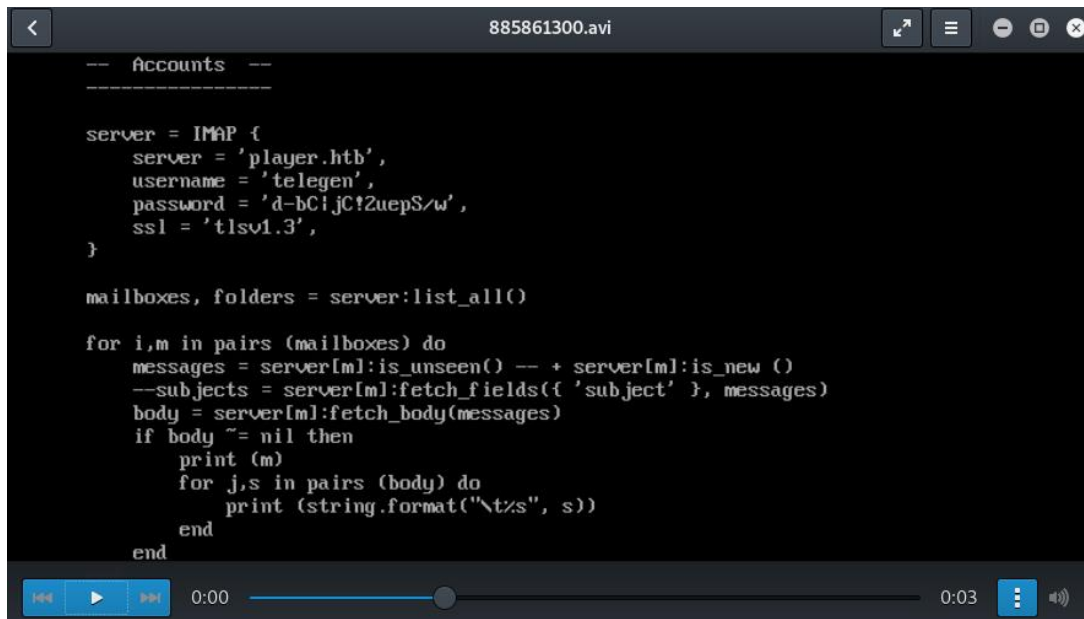 885861300.avi
-- Accounts --
----------------
server = IMAP {
    server = 'player.htb',
    username = 'telegen',
    password = 'd-bC|jC!2uepS/w',
    ssl = 'tlsv1.3',
}
mailboxes, folders = server:list_all()
for i,m in pairs (mailboxes) do
    messages = server[m]:is_unseen() -- + server[m]:is_new ()
    --subjects = server[m]:fetch_fields({ 'subject' }, messages)
    body = server[m]:fetch_body(messages)
    if body ~= nil then
        print (m)
        for j,s in pairs (body) do
            print (string.format("\t%s", s))
        end
    end
0:00 0:03